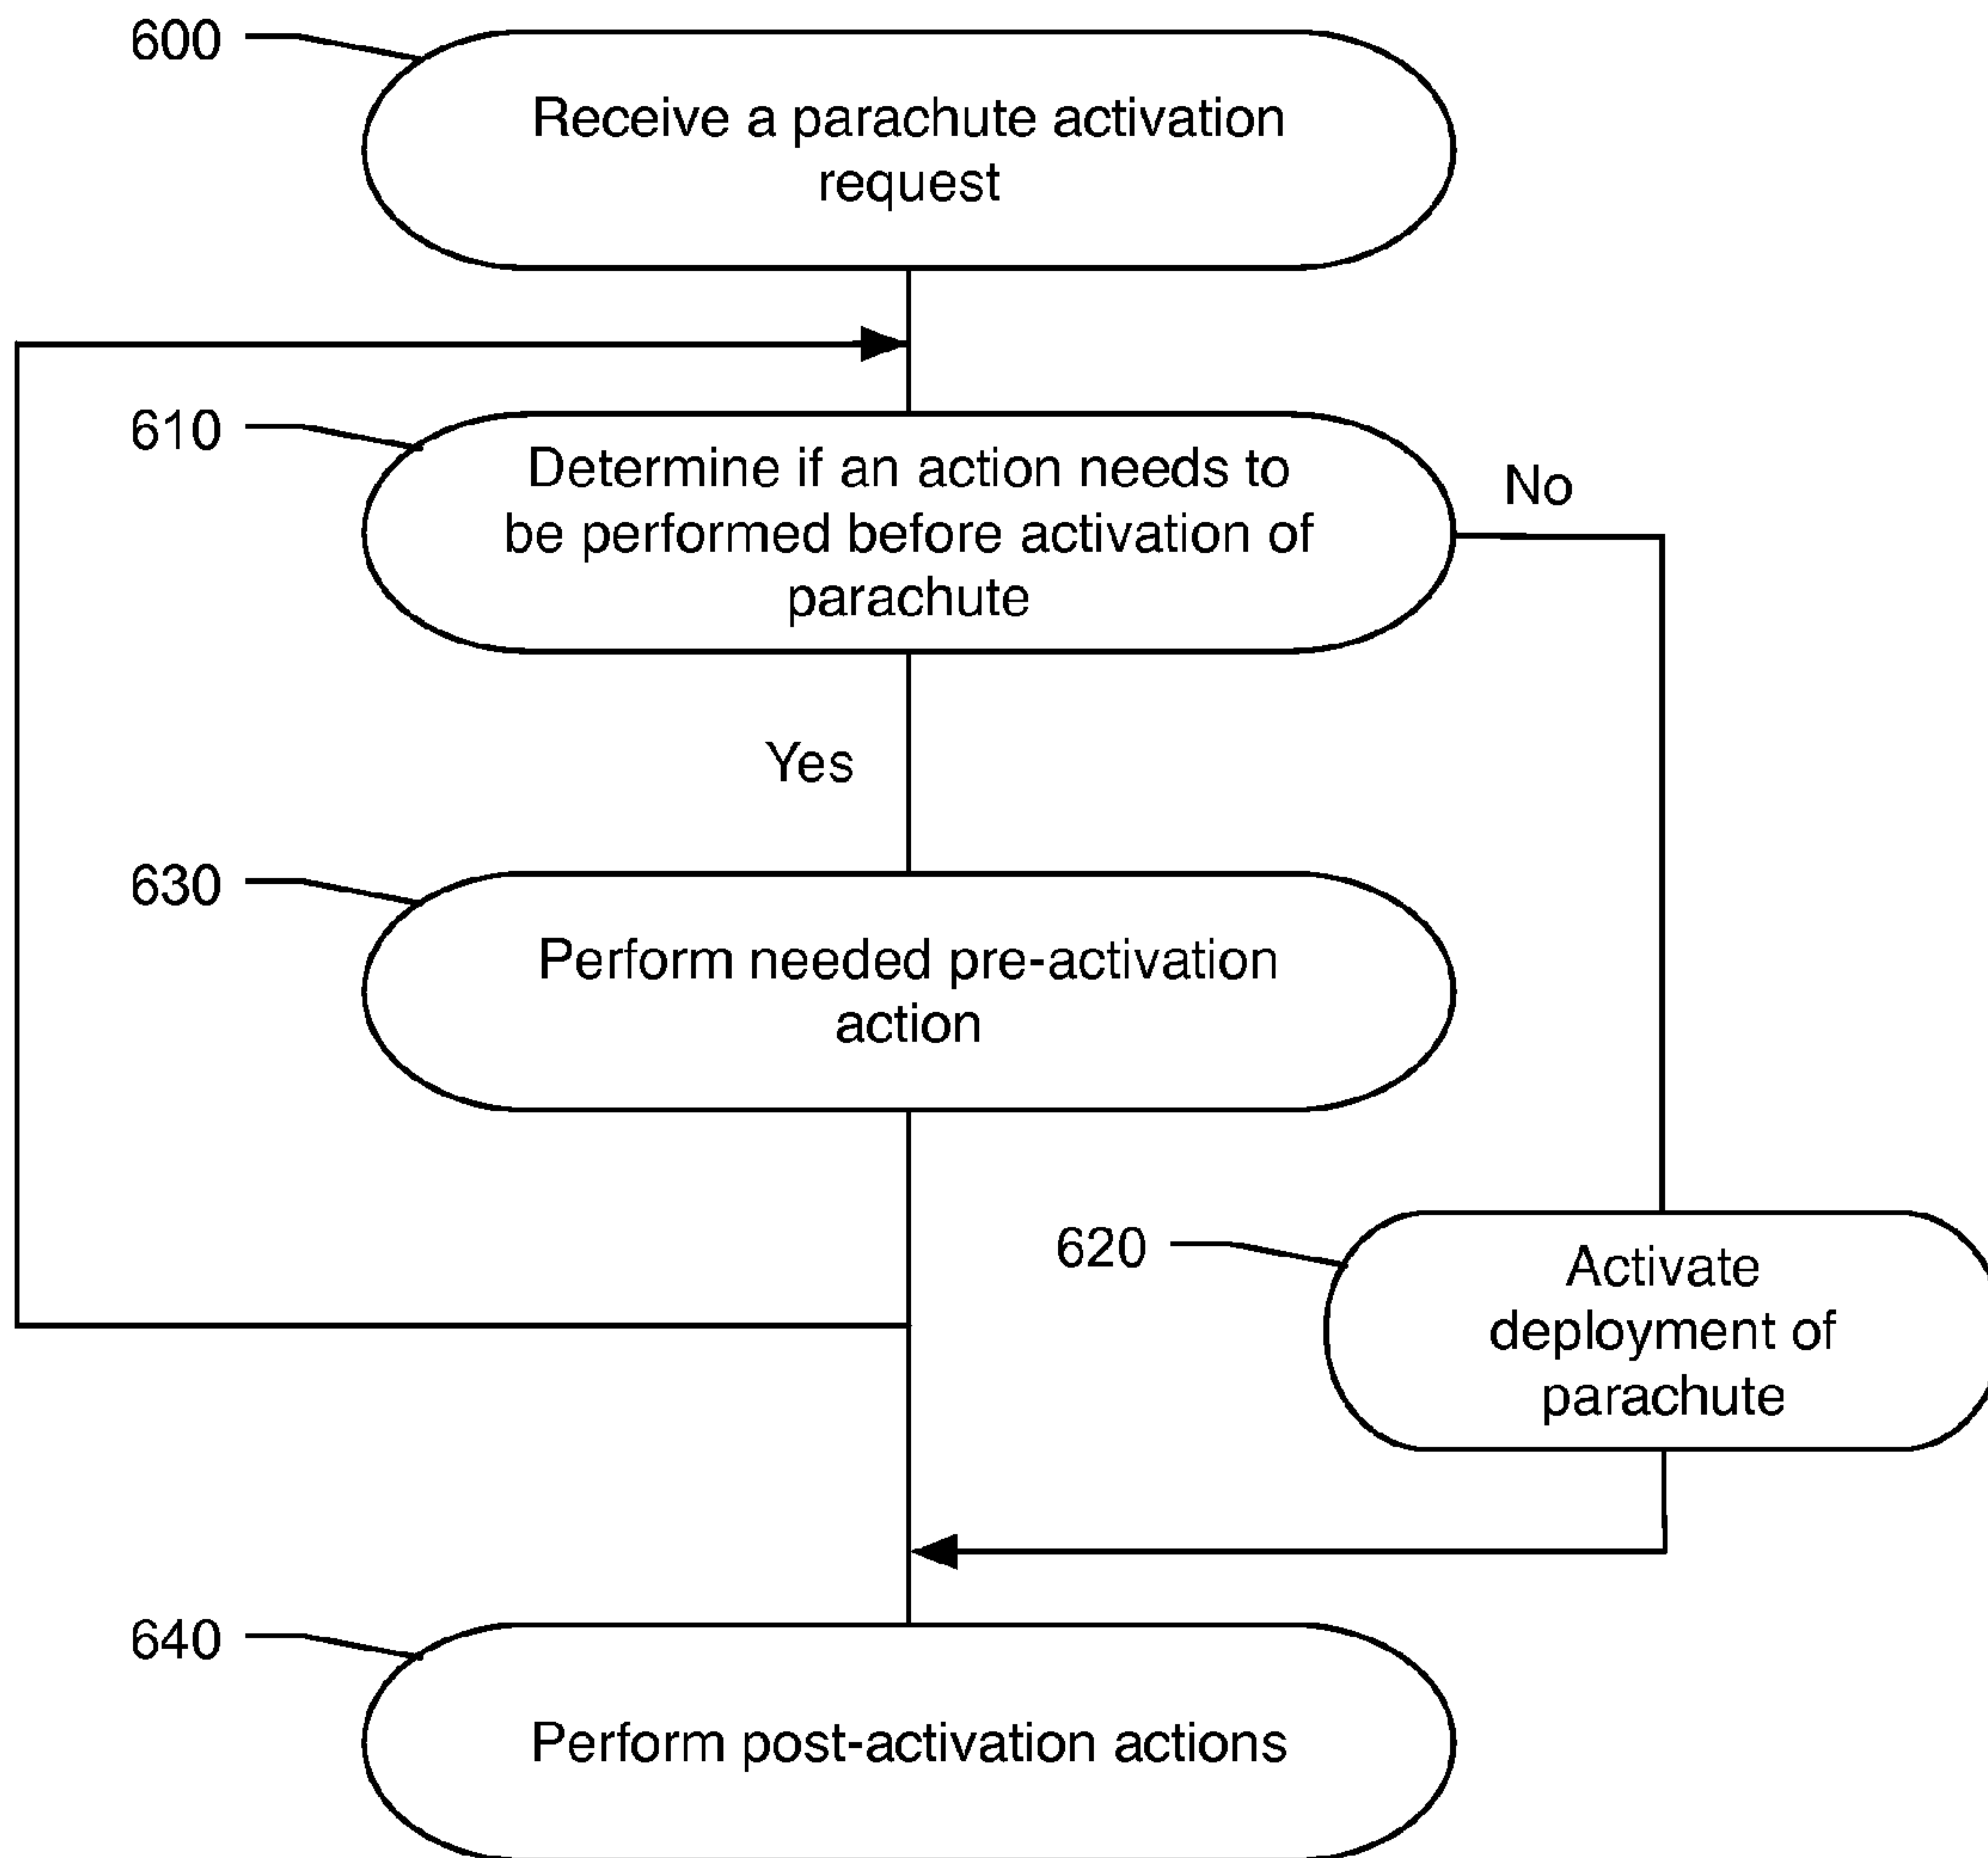 600
Receive a parachute activation
request
610
Determine if an action needs to
be performed before activation of
parachute
No
Yes
630
Perform needed pre-activation
action
620
Activate
deployment of
parachute
640
Perform post-activation actions